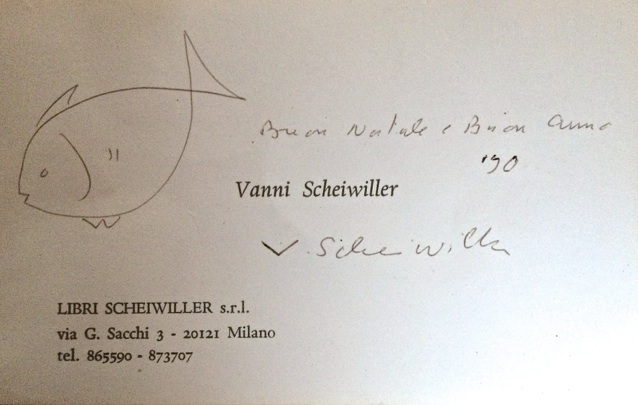 Buon Natale e Buon Anno
'90
Vanni Scheiwiller
V. Scheiwiller
LIBRI SCHEIWILLER s.r.l.
via G. Sacchi 3 - 20121 Milano
tel. 865590 - 873707